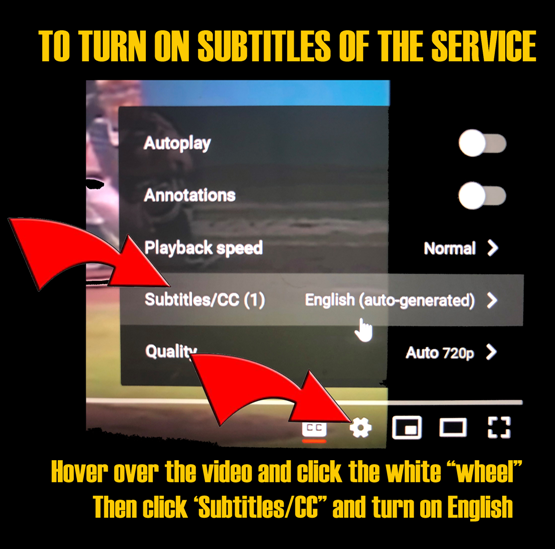 TO TURN ON SUBTITLES OF THE SERVICE
Autoplay
Annotations
Playback speed Normal
Subtitles/CC (1) English (auto-generated)
Quality Auto 720p
CC
Hover over the video and click the white “wheel”
Then click ‘Subtitles/CC” and turn on English